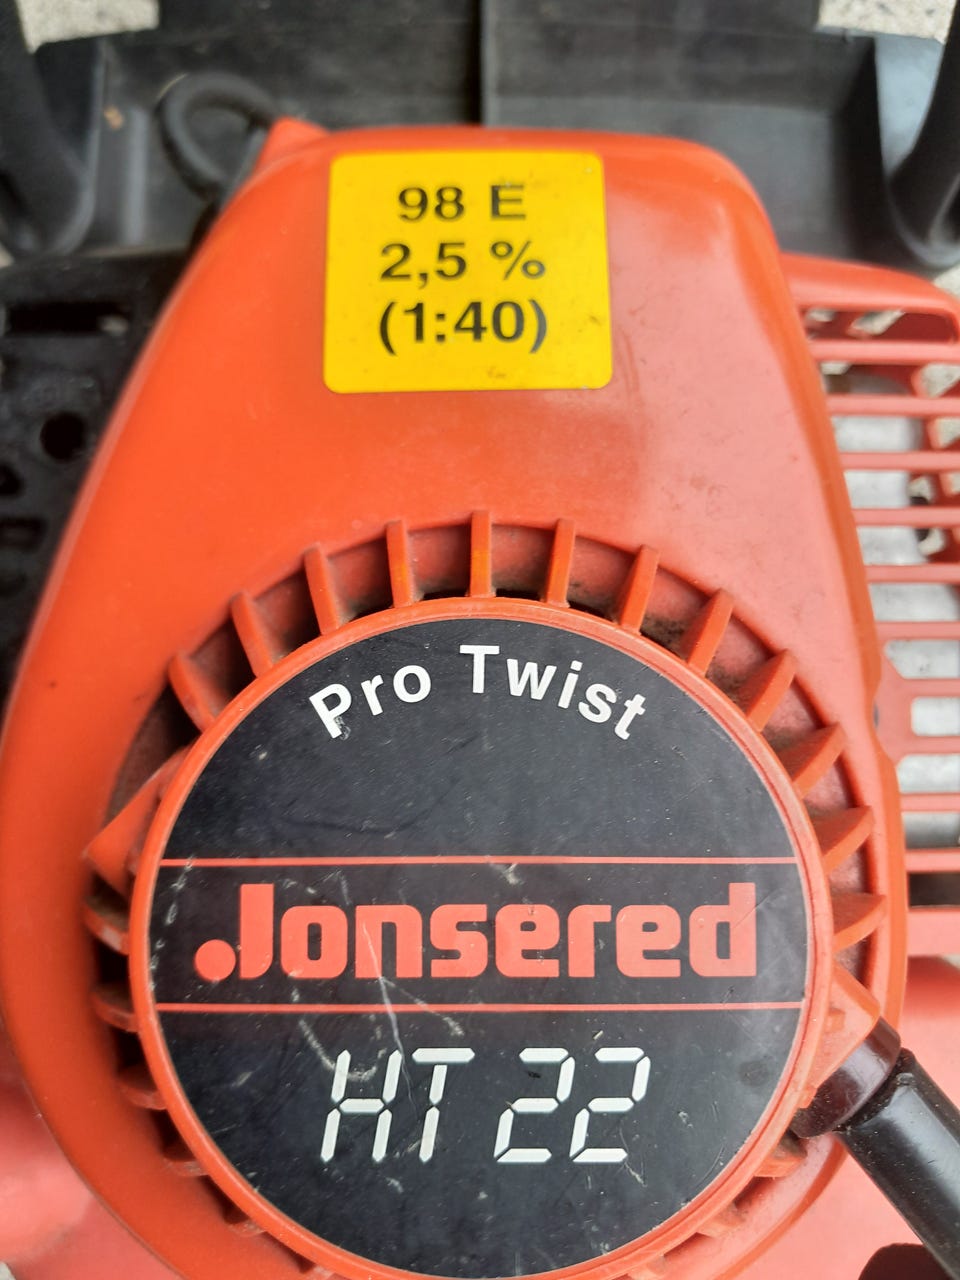 98 E
2,5 %
(1:40)
Pro Twist
Jonsered
HT 22